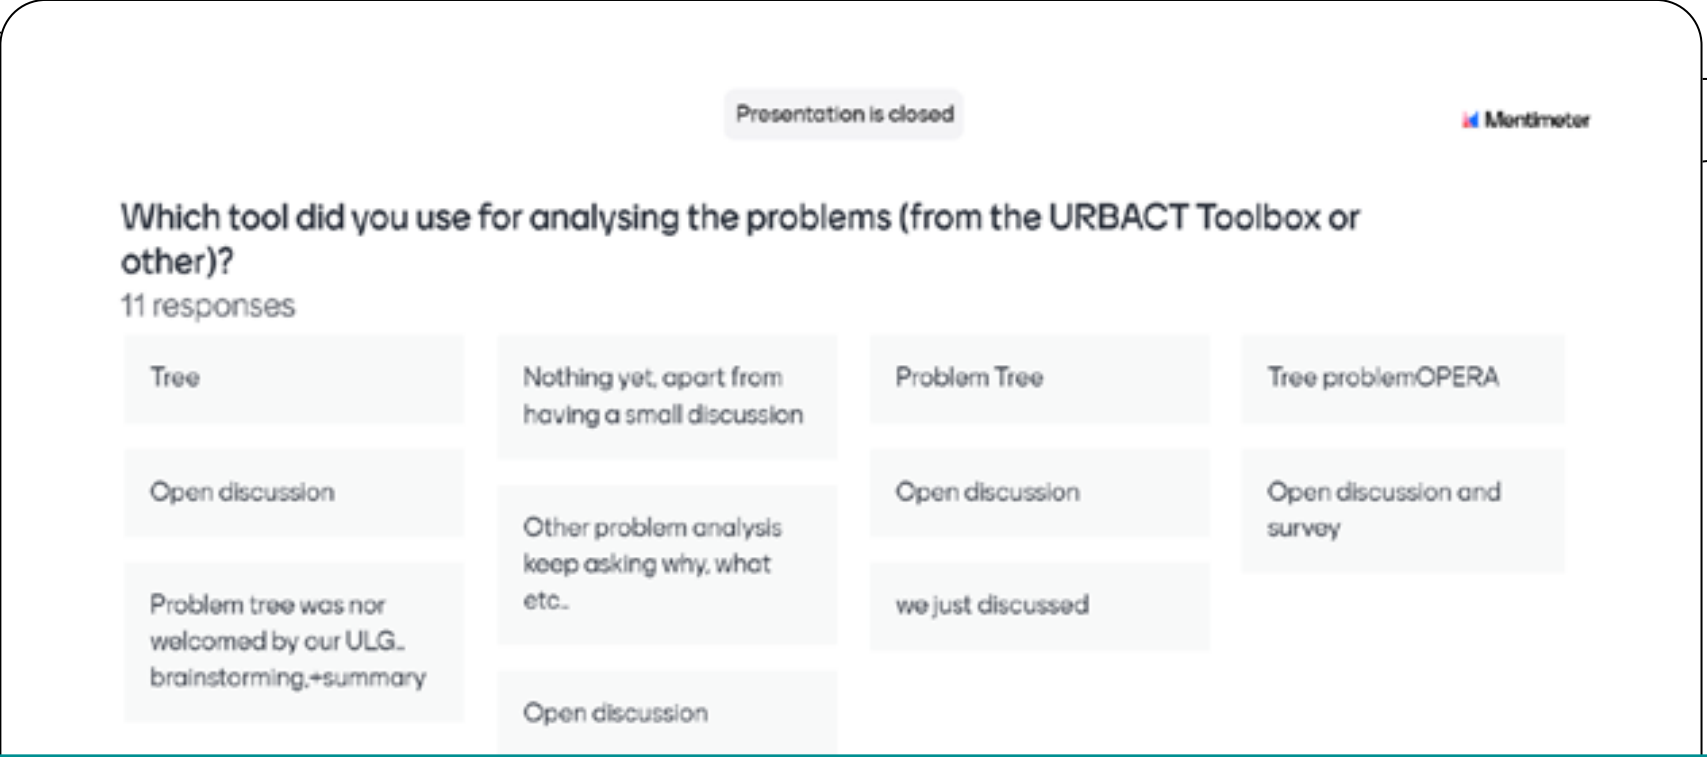 Presentation is closed
Mentimeter
Which tool did you use for analysing the problems (from the URBACT Toolbox or
other)?
11 responses
Tree
Open discussion
Problem tree was nor
welcomed by our ULG..
brainstorming,+summary
Nothing yet, apart from
having a small discussion
Other problem analysis
keep asking why, what
etc..
Open discussion
Problem Tree
Open discussion
we just discussed
Tree problemOPERA
Open discussion and
survey